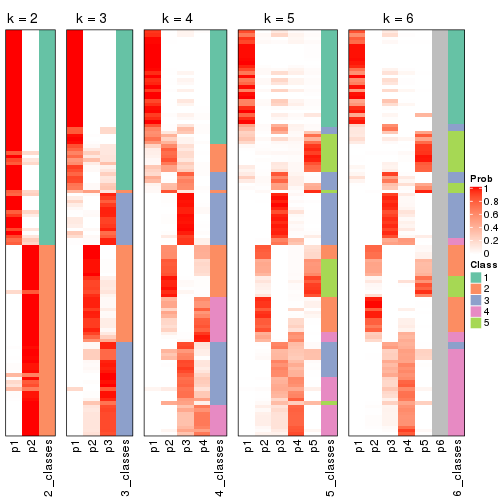 k = 2
k = 3
k = 4
k = 5
k = 6
p1
p2
2_classes
p1
p2
p3
3_classes
p1
p2
p3
p4
4_classes
p1
p2
p3
p4
p5
5_classes
p1
p2
p3
p4
p5
p6
6_classes
Prob
1
0.8
0.6
0.4
0.2
0
Class
1
2
3
4
5